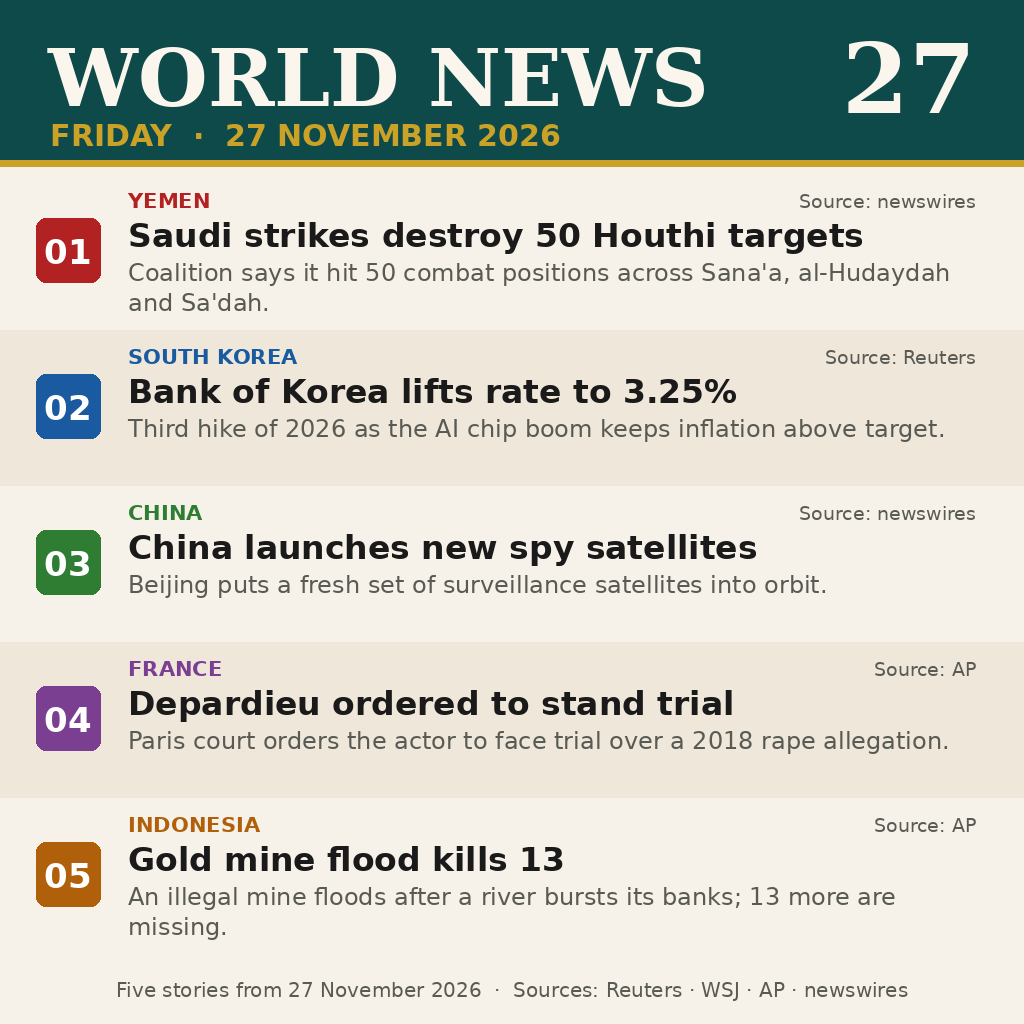 WORLD NEWS
27
FRIDAY · 27 NOVEMBER 2026
YEMEN
Source: newswires
01
Saudi strikes destroy 50 Houthi targets
Coalition says it hit 50 combat positions across Sana'a, al-Hudaydah
and Sa'dah.
SOUTH KOREA
Source: Reuters
02
Bank of Korea lifts rate to 3.25%
Third hike of 2026 as the AI chip boom keeps inflation above target.
CHINA
Source: newswires
03
China launches new spy satellites
Beijing puts a fresh set of surveillance satellites into orbit.
FRANCE
Source: AP
04
Depardieu ordered to stand trial
Paris court orders the actor to face trial over a 2018 rape allegation.
INDONESIA
Source: AP
05
Gold mine flood kills 13
An illegal mine floods after a river bursts its banks; 13 more are
missing.
Five stories from 27 November 2026 · Sources: Reuters · WSJ · AP · newswires